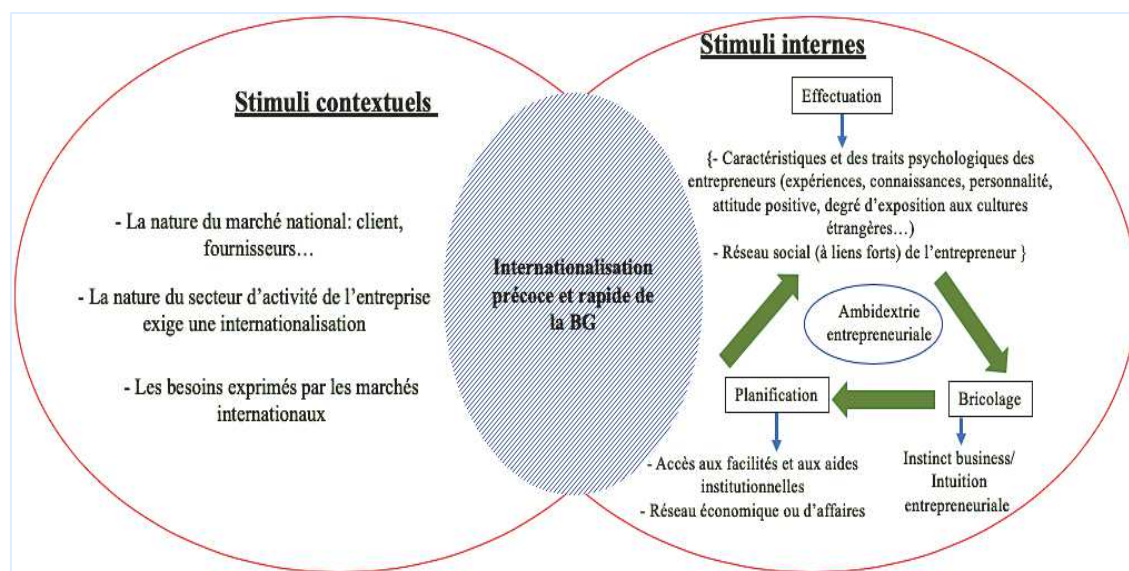 Stimuli contextuels
- La nature du marché national: client,
fournisseurs…
- La nature du secteur d’activité de l’entreprise
exige une internationalisation
- Les besoins exprimés par les marchés
internationaux
Internationalisation
précoce et rapide de
la BG
Stimuli internes
Effectuation
{- Caractéristiques et des traits psychologiques des
entrepreneurs (expériences, connaissances, personnalité,
attitude positive, degré d’exposition aux cultures
étrangères…)
- Réseau social (à liens forts) de l’entrepreneur }
Ambidextrie
entrepreneuriale
Planification
Bricolage
- Accès aux facilités et aux aides
institutionnelles
- Réseau économique ou d’affaires
Instinct business/
Intuition
entrepreneuriale